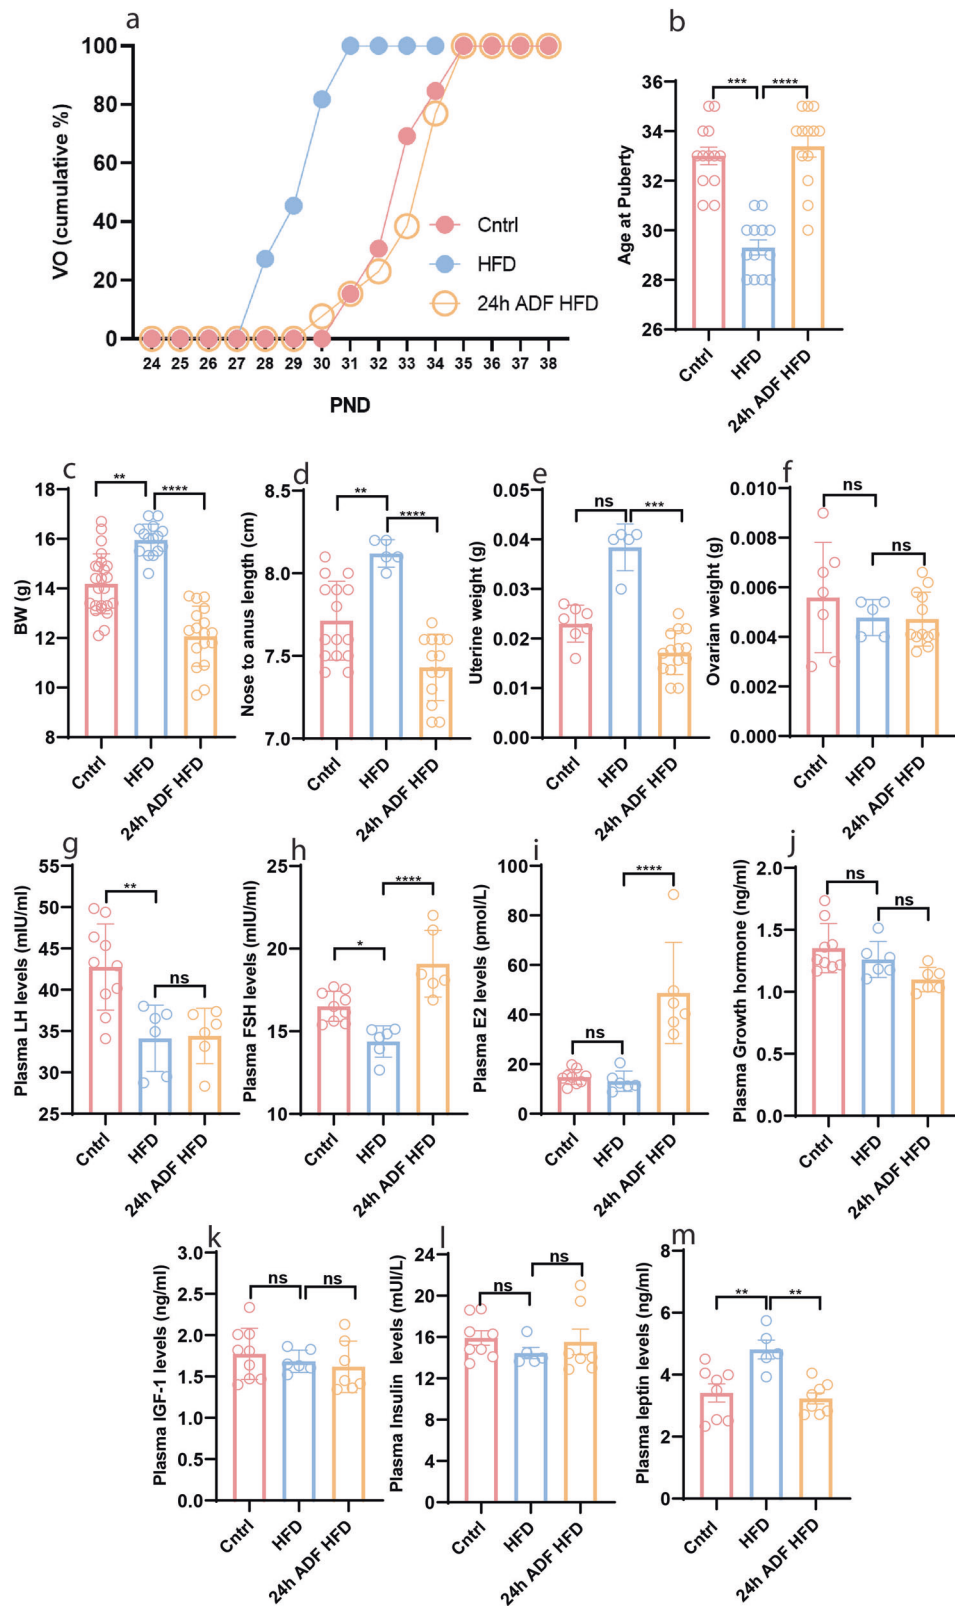 a
100
80
60
40
20
0
VO (cumulative %)
24 25 26 27 28 29 30 31 32 33 34 35 36 37 38
PND
Cntrl
HFD
24h ADF HFD
b
*** ****
36
34
32
30
28
26
Age at Puberty
Cntrl HFD 24h ADF HFD
c
** ****
18
16
14
12
10
8
BW (g)
Cntrl HFD 24h ADF HFD
d
** ****
8.5
8.0
7.5
7.0
Nose to anus length (cm)
Cntrl HFD 24h ADF HFD
e
ns ***
0.05
0.04
0.03
0.02
0.01
0.00
Uterine weight (g)
Cntrl HFD 24h ADF HFD
f
ns ns
0.010
0.008
0.006
0.004
0.002
0.000
Ovarian weight (g)
Cntrl HFD 24h ADF HFD
g
** ns
55
50
45
40
35
30
25
Plasma LH levels (mIU/ml)
Cntrl HFD 24h ADF HFD
h
* ****
25
20
15
10
Plasma FSH levels (mIU/ml)
Cntrl HFD 24h ADF HFD
i
ns ****
100
80
60
40
20
0
Plasma E2 levels (pmol/L)
Cntrl HFD 24h ADF HFD
j
ns ns
2.0
1.5
1.0
0.5
0.0
Plasma Growth hormone (ng/ml)
Cntrl HFD 24h ADF HFD
k
ns ns
3.0
2.5
2.0
1.5
1.0
0.5
0.0
Plasma IGF-1 levels (ng/ml)
Cntrl HFD 24h ADF HFD
l
ns ns
24
20
16
12
8
4
0
Plasma Insulin levels (mUI/L)
Cntrl HFD 24h ADF HFD
m
** **
8
6
4
2
0
Plasma leptin levels (ng/ml)
Cntrl HFD 24h ADF HFD